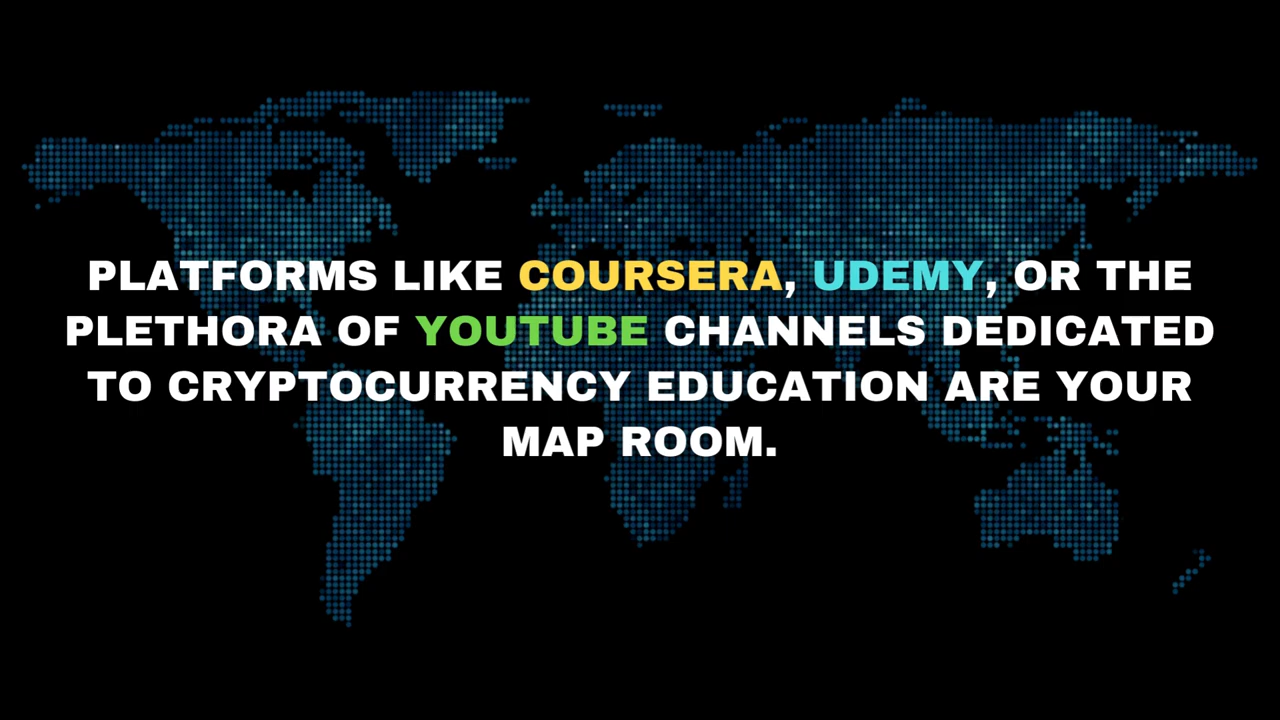 PLATFORMS LIKE COURSERA, UDEMY, OR THE
PLETHORA OF YOUTUBE CHANNELS DEDICATED
TO CRYPTOCURRENCY EDUCATION ARE YOUR
MAP ROOM.